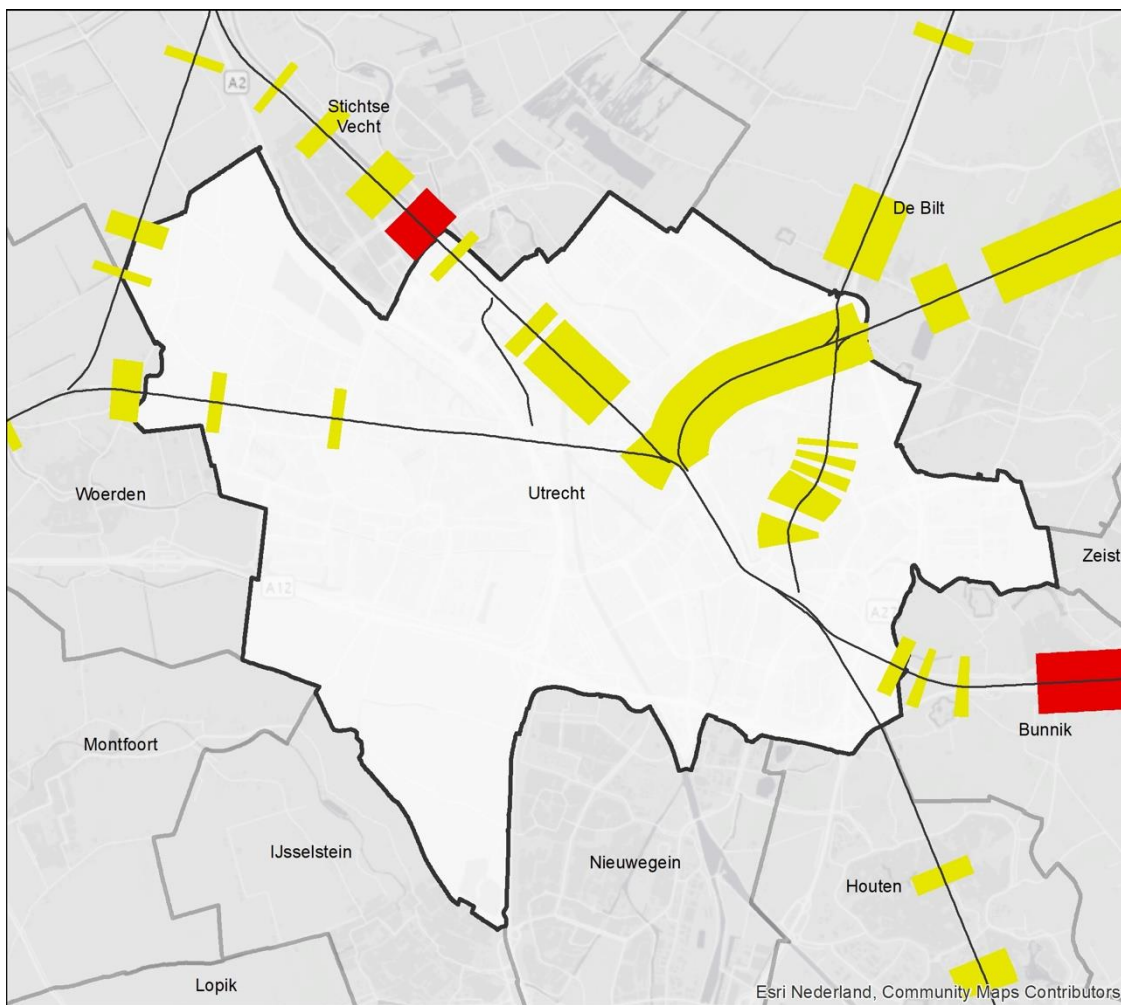 A2
Stichtse
Vecht
De Bilt
Woerden
Utrecht
Zeist
A12
A27
Montfoort
Bunnik
IJsselstein
Nieuwegein
Houten
Lopik
Esri Nederland, Community Maps Contributors